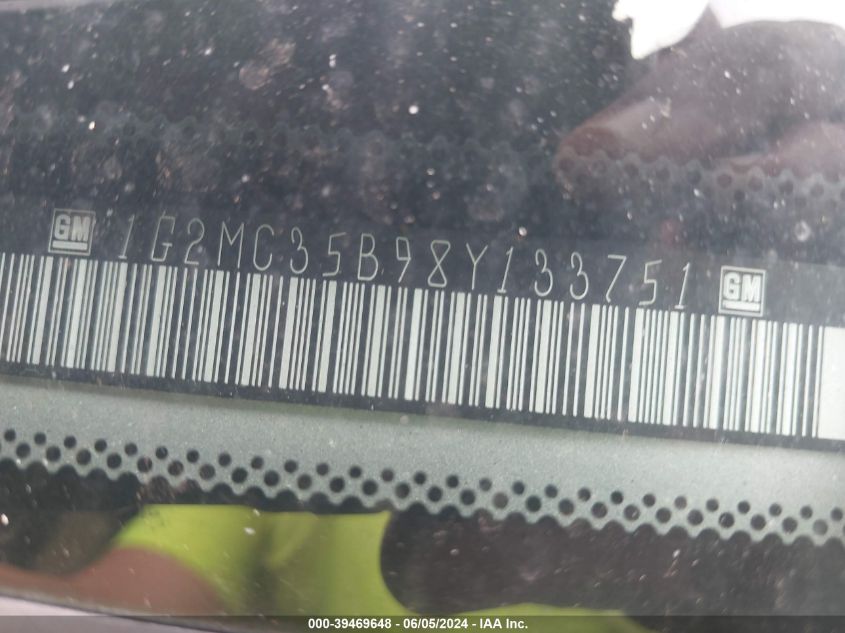 GM 1G2MC35B98Y133751 GM
000-39469648 - 06/05/2024 - IAA Inc.